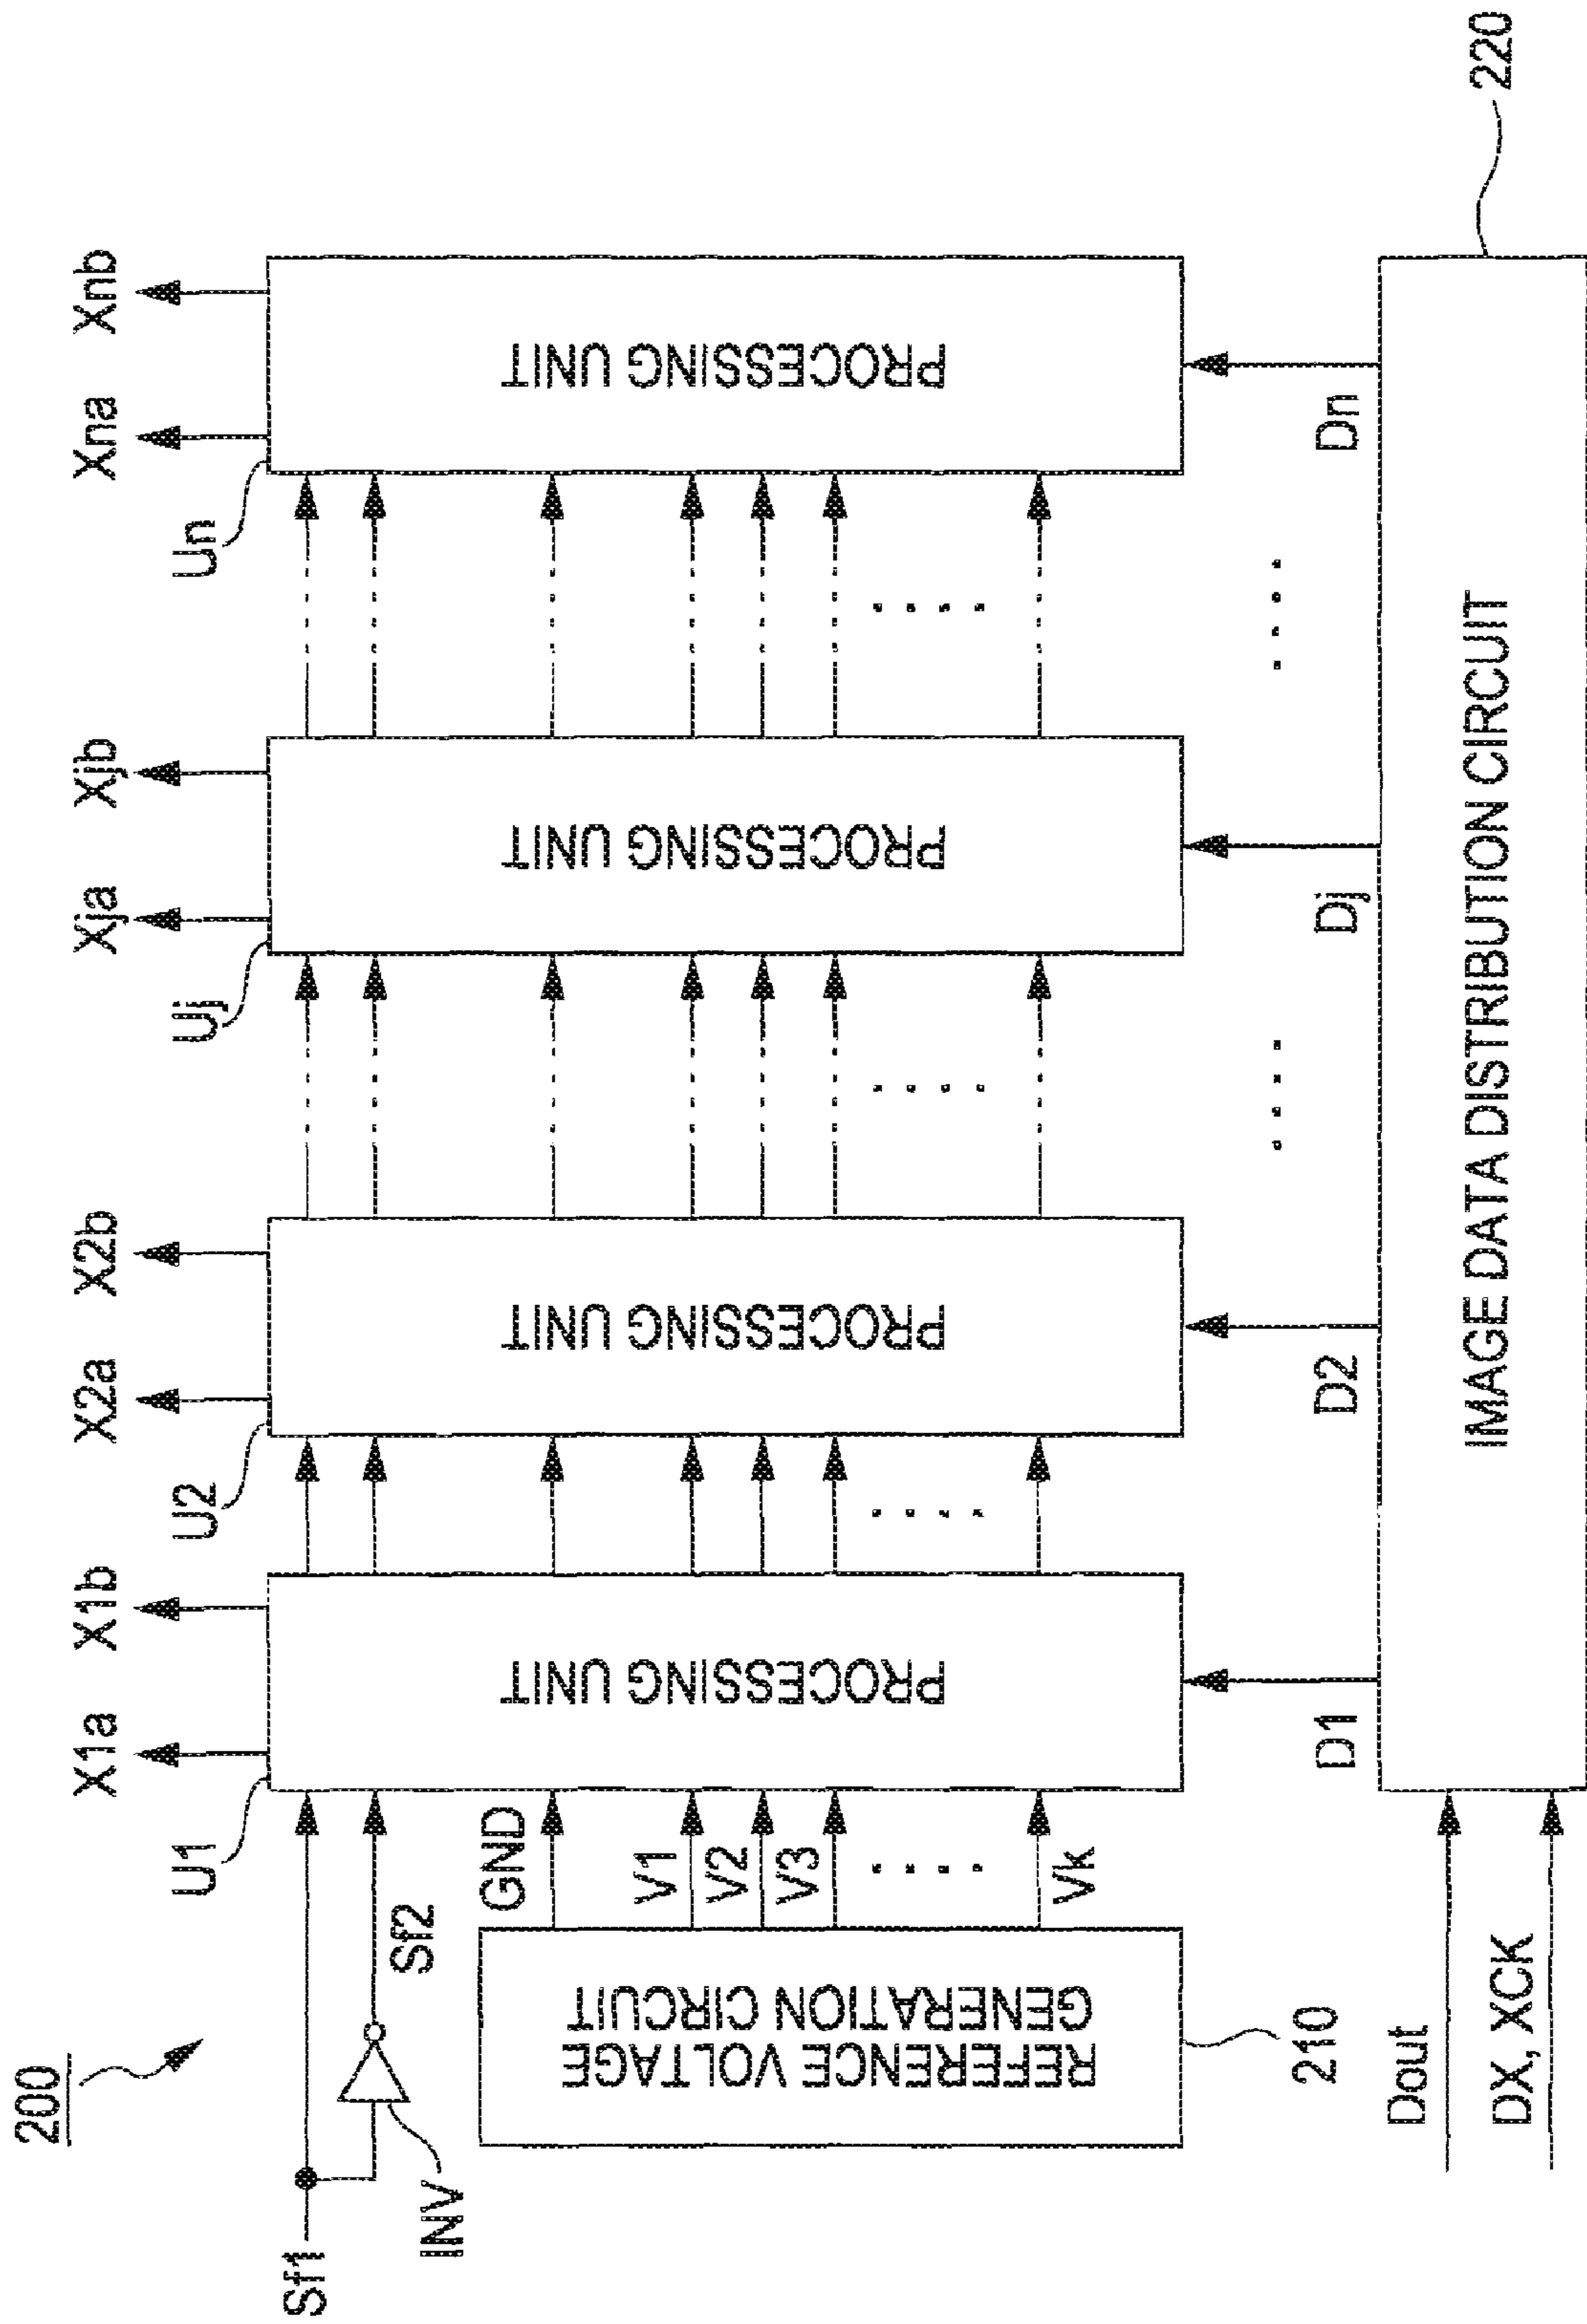 200
Sf1
INV
Sf2
U1
X1a
X1b
U2
X2a
X2b
Uj
Xja
Xjb
Un
Xna
Xnb
REFERENCE VOLTAGE
GENERATION CIRCUIT
210
GND
V1
V2
V3
Vk
PROCESSING
UNIT
PROCESSING
UNIT
PROCESSING
UNIT
PROCESSING
UNIT
D1
D2
Dj
Dn
Dout
DX, XCK
IMAGE DATA DISTRIBUTION CIRCUIT
220